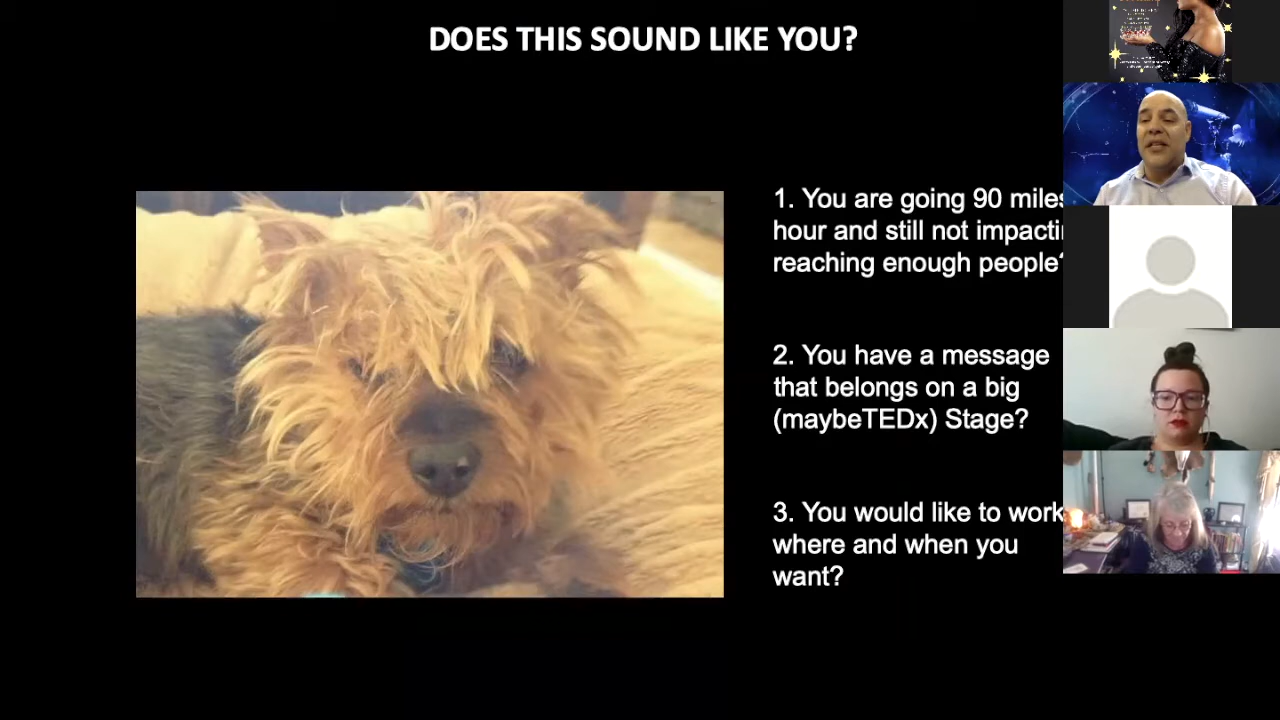 DOES THIS SOUND LIKE YOU?
1. You are going 90 miles
hour and still not impacti
reaching enough people?
2. You have a message
that belongs on a big
(maybeTEDx) Stage?
3. You would like to work
where and when you
want?